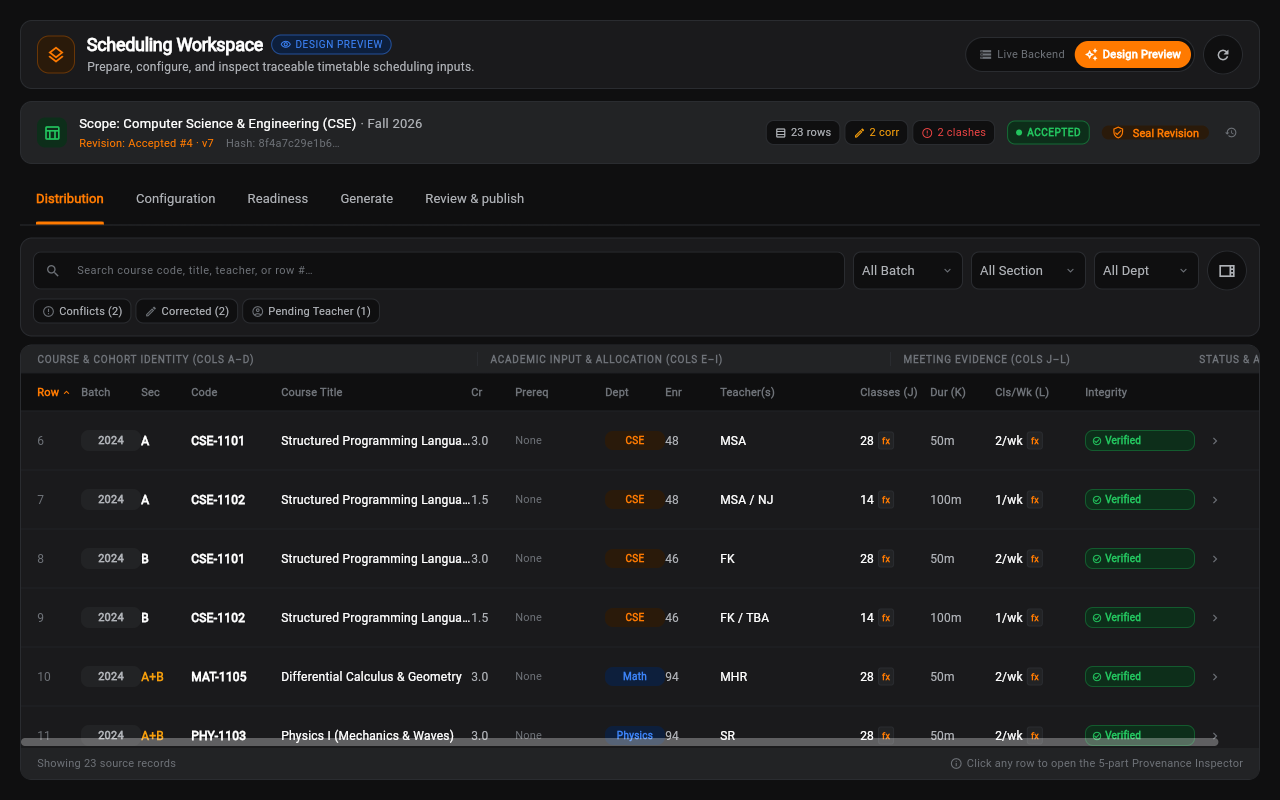 Scheduling Workspace DESIGN PREVIEW
Prepare, configure, and inspect traceable timetable scheduling inputs.
Live Backend Design Preview
Scope: Computer Science & Engineering (CSE) · Fall 2026
Revision: Accepted #4 · v7 Hash: 8f4a7c29e1b6…
23 rows 2 corr 2 clashes ACCEPTED Seal Revision
Distribution Configuration Readiness Generate Review & publish
Search course code, title, teacher, or row #… All Batch All Section All Dept
Conflicts (2) Corrected (2) Pending Teacher (1)
COURSE & COHORT IDENTITY (COLS A–D) ACADEMIC INPUT & ALLOCATION (COLS E–I) MEETING EVIDENCE (COLS J–L) STATUS & A
Row Batch Sec Code Course Title Cr Prereq Dept Enr Teacher(s) Classes (J) Dur (K) Cls/Wk (L) Integrity
6 2024 A CSE-1101 Structured Programming Langua… 3.0 None CSE 48 MSA 28 fx 50m 2/wk fx Verified
7 2024 A CSE-1102 Structured Programming Langua… 1.5 None CSE 48 MSA / NJ 14 fx 100m 1/wk fx Verified
8 2024 B CSE-1101 Structured Programming Langua… 3.0 None CSE 46 FK 28 fx 50m 2/wk fx Verified
9 2024 B CSE-1102 Structured Programming Langua… 1.5 None CSE 46 FK / TBA 14 fx 100m 1/wk fx Verified
10 2024 A+B MAT-1105 Differential Calculus & Geometry 3.0 None Math 94 MHR 28 fx 50m 2/wk fx Verified
11 2024 A+B PHY-1103 Physics I (Mechanics & Waves) 3.0 None Physics 94 SR 28 fx 50m 2/wk fx Verified
Showing 23 source records Click any row to open the 5-part Provenance Inspector